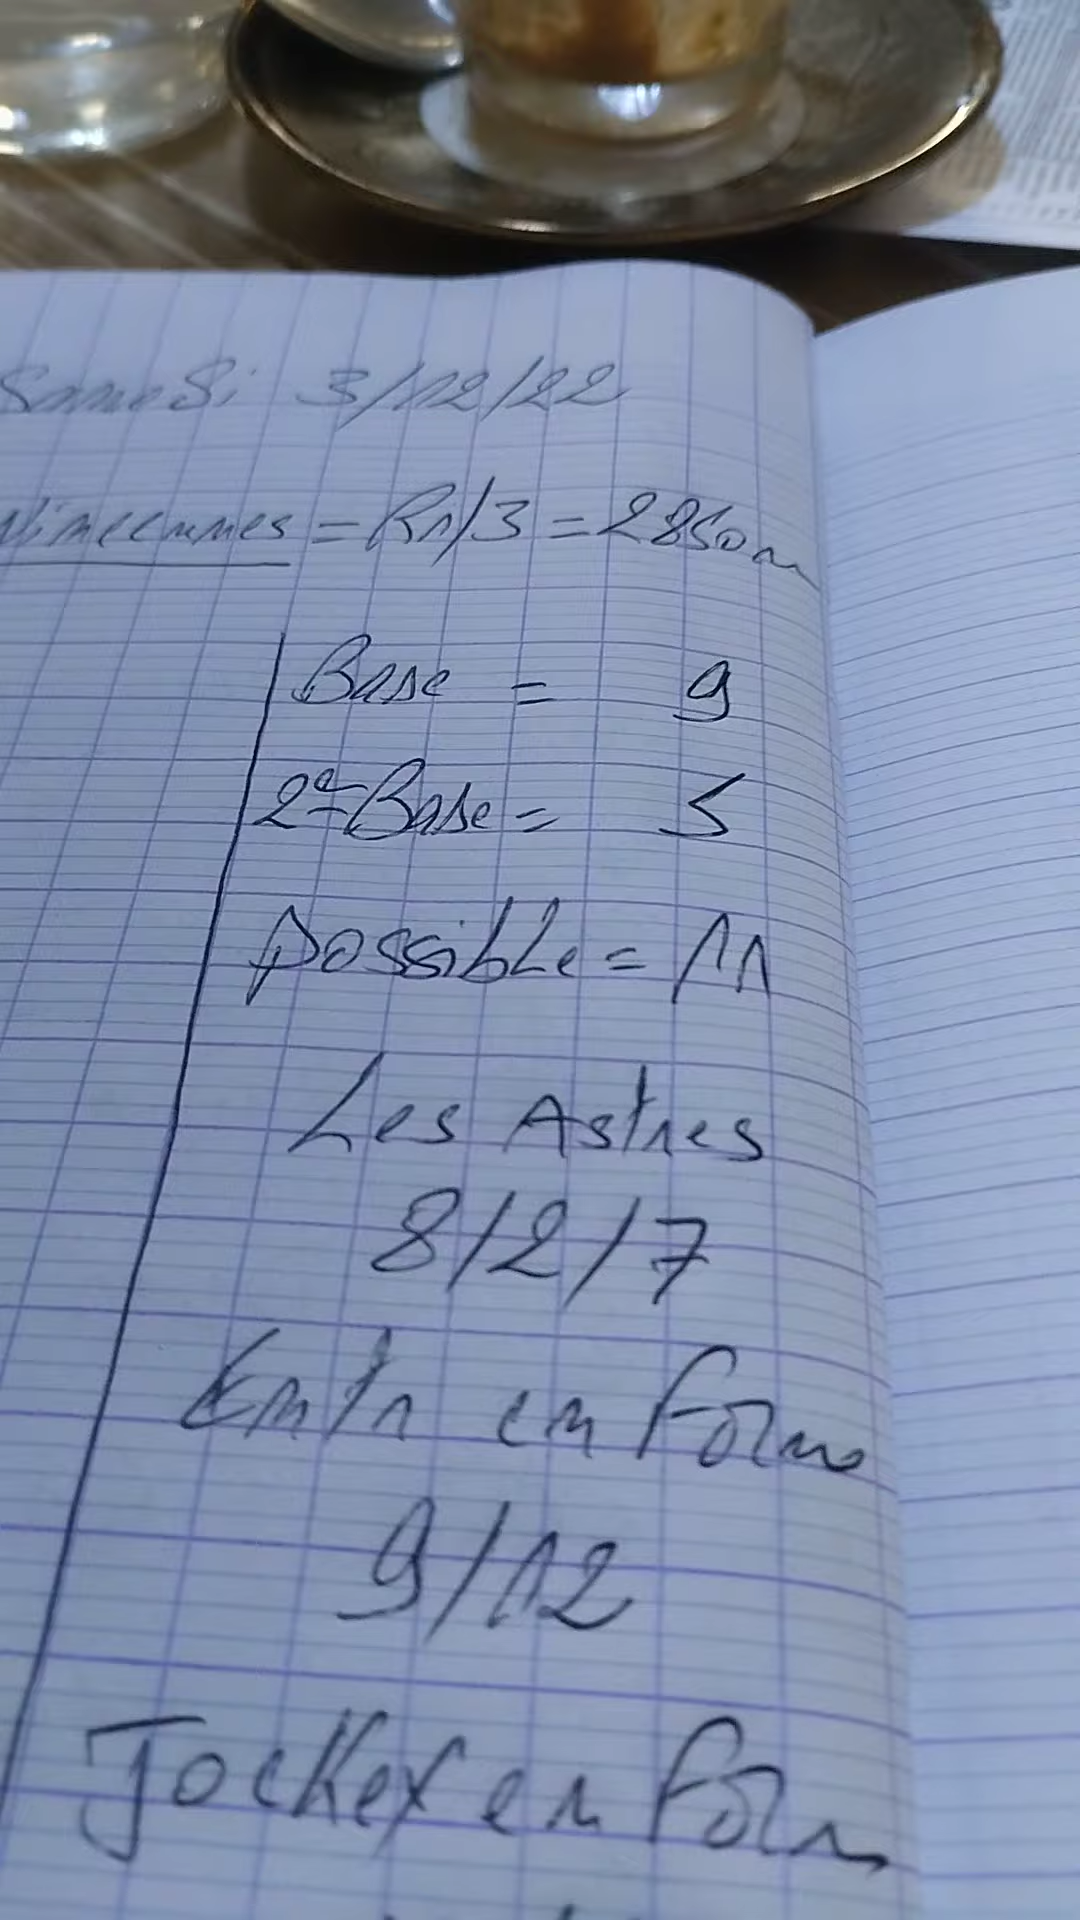 Samedi 3/12/22
Vincennes = R1/3 = 2850m
Base = 9
2e Base = 5
Possible = 11
Les Astres
8/2/7
Entr en form
9/12
Jockey en form